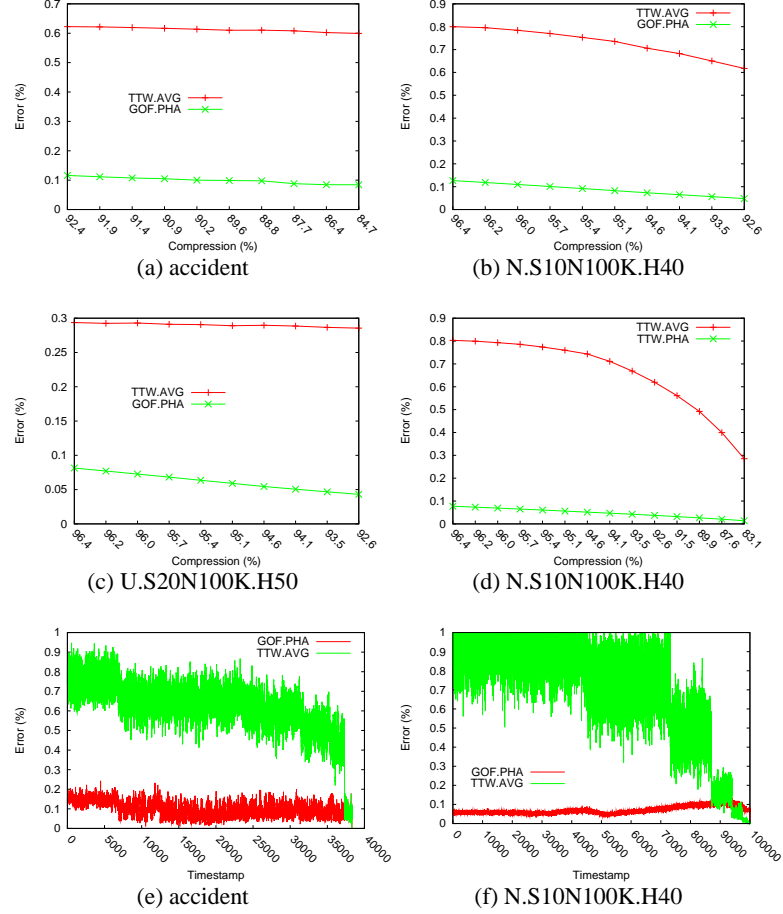 0.7
0.6
0.5
0.4
0.3
0.2
0.1
0
Error (%)
TTW.AVG
GOF.PHA
92.4 91.9 91.4 90.9 90.2 89.6 88.8 87.7 86.4 84.7
Compression (%)
(a) accident
0.9
0.8
0.7
0.6
0.5
0.4
0.3
0.2
0.1
0
Error (%)
TTW.AVG
GOF.PHA
96.4 96.2 96.0 95.7 95.4 95.1 94.6 94.1 93.5 92.6
Compression (%)
(b) N.S10N100K.H40
0.3
0.25
0.2
0.15
0.1
0.05
0
Error (%)
TTW.AVG
GOF.PHA
96.4 96.2 96.0 95.7 95.4 95.1 94.6 94.1 93.5 92.6
Compression (%)
(c) U.S20N100K.H50
0.9
0.8
0.7
0.6
0.5
0.4
0.3
0.2
0.1
0
Error (%)
TTW.AVG
TTW.PHA
96.4 96.2 96.0 95.7 95.4 95.1 94.6 94.1 93.5 92.6 91.5 89.9 87.6 83.1
Compression (%)
(d) N.S10N100K.H40
1
0.9
0.8
0.7
0.6
0.5
0.4
0.3
0.2
0.1
0
Error (%)
GOF.PHA
TTW.AVG
0 5000 10000 15000 20000 25000 30000 35000 40000
Timestamp
(e) accident
1
0.9
0.8
0.7
0.6
0.5
0.4
0.3
0.2
0.1
0
Error (%)
GOF.PHA
TTW.AVG
0 10000 20000 30000 40000 50000 60000 70000 80000 90000 100000
Timestamp
(f) N.S10N100K.H40